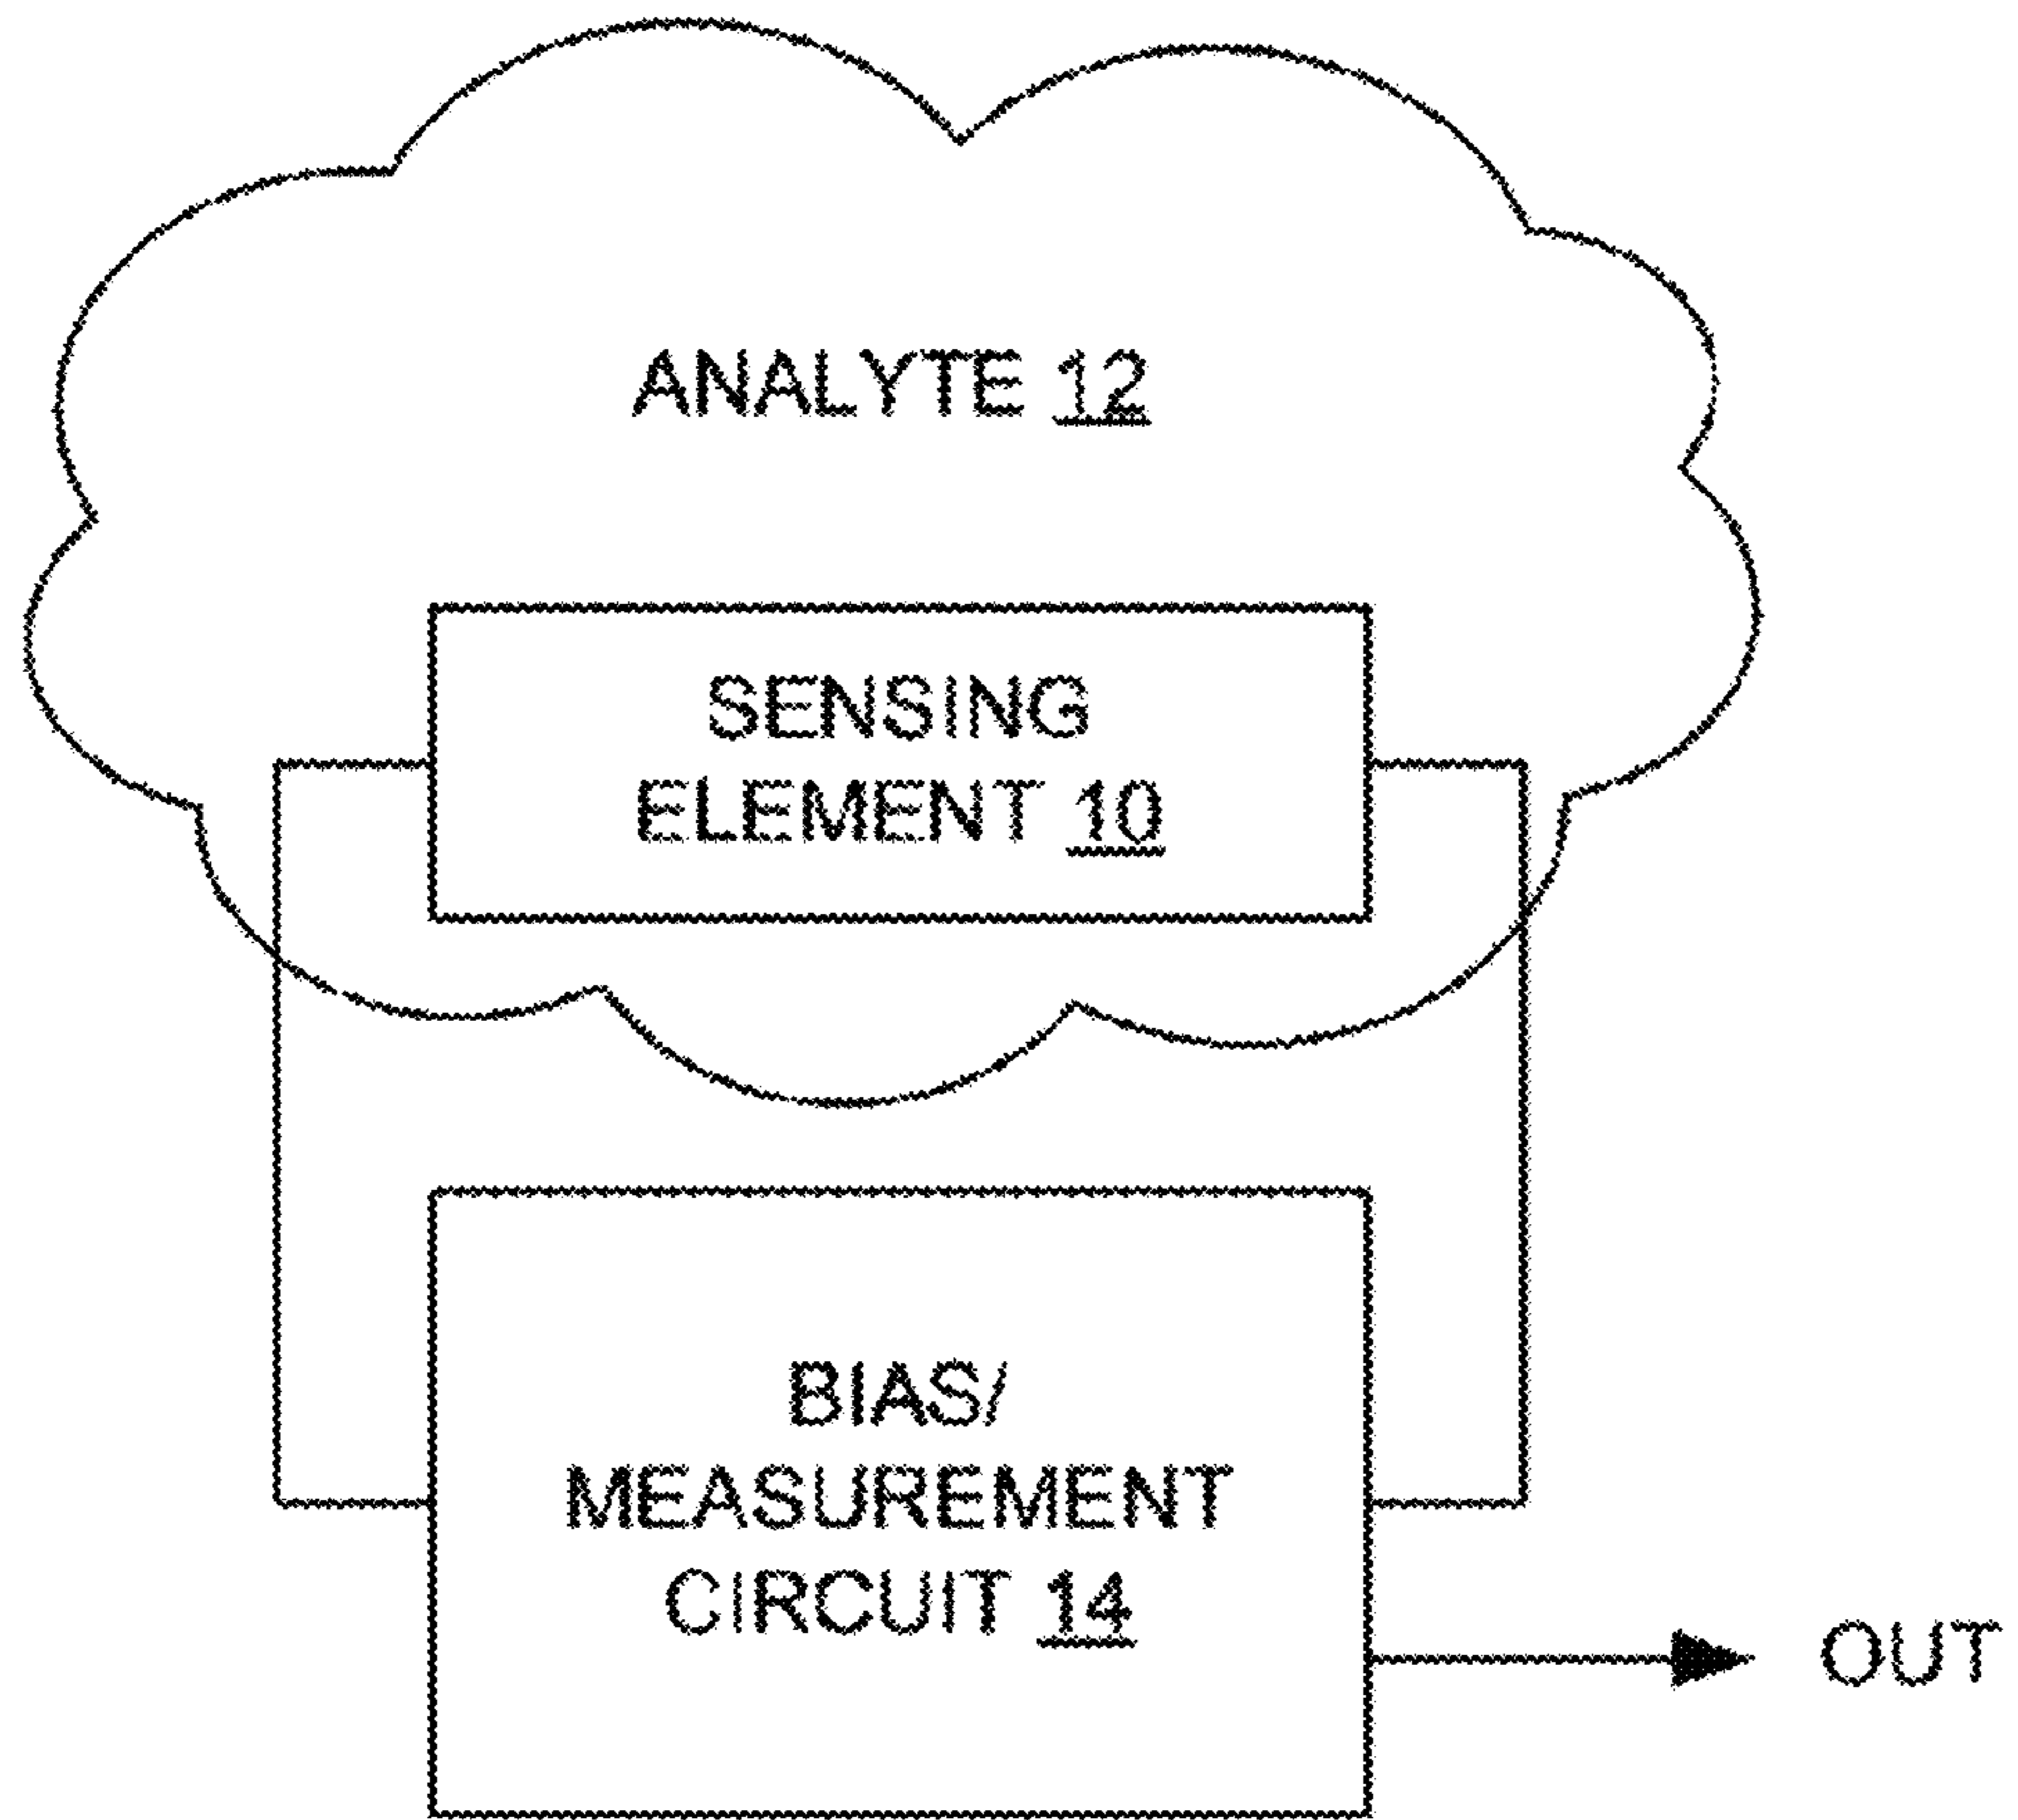 ANALYTE 12
SENSING
ELEMENT 10
BIAS/
MEASUREMENT
CIRCUIT 14
OUT